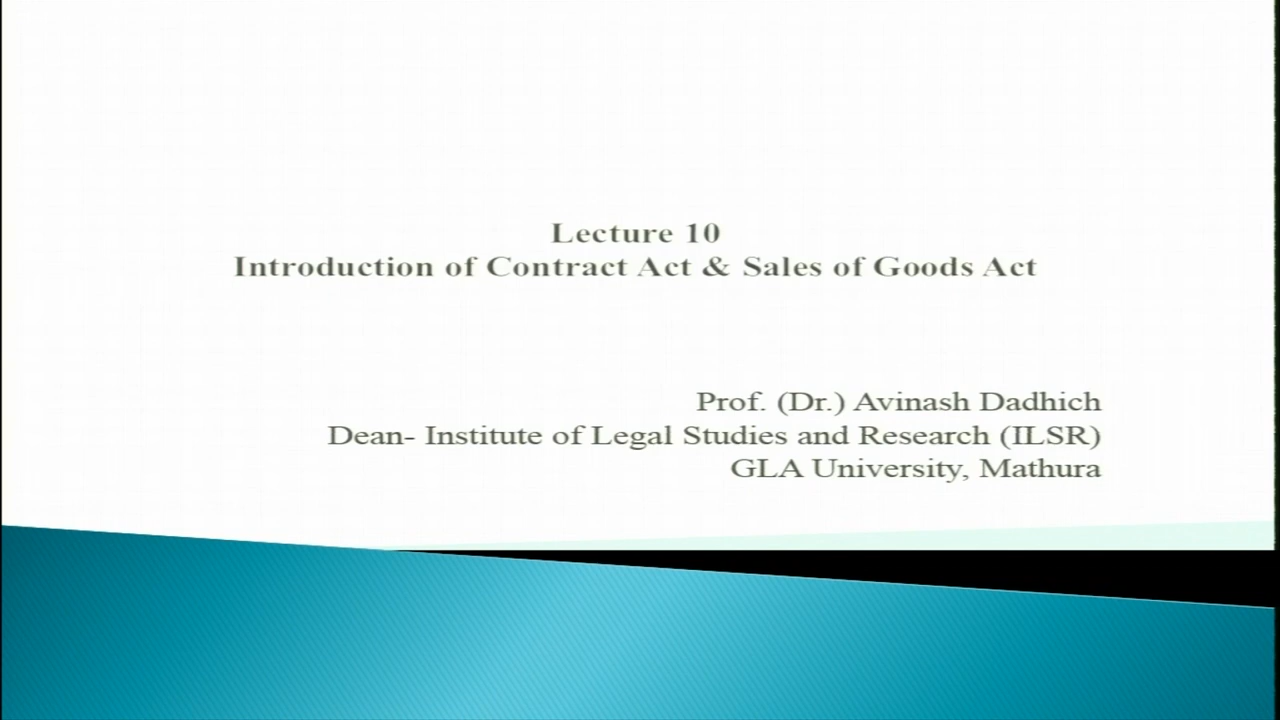 Lecture 10
Introduction of Contract Act & Sales of Goods Act
Prof. (Dr.) Avinash Dadhich
Dean- Institute of Legal Studies and Research (ILSR)
GLA University, Mathura